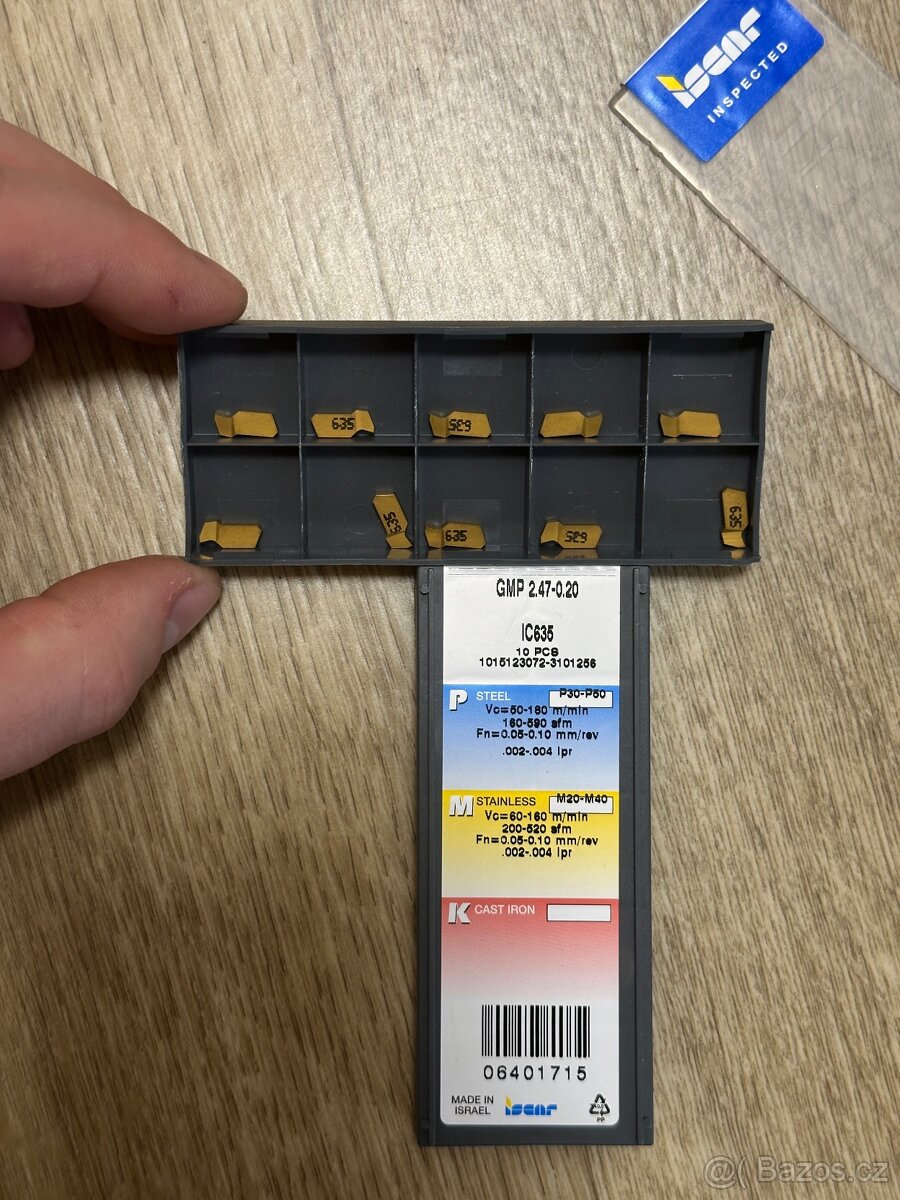 iscar
INSPECTED
635
635
635
635
635
635
GMP 2.47-0.20
IC635
10 PCS
1015123072-3101256
P STEEL P30-P50
Vc=50-180 m/min
160-590 sfm
Fn=0.05-0.10 mm/rev
.002-.004 ipr
M STAINLESS M20-M40
Vc=60-160 m/min
200-520 sfm
Fn=0.05-0.10 mm/rev
.002-.004 ipr
K CAST IRON
06401715
MADE IN
ISRAEL
iscar
PP
@( Bazos.cz